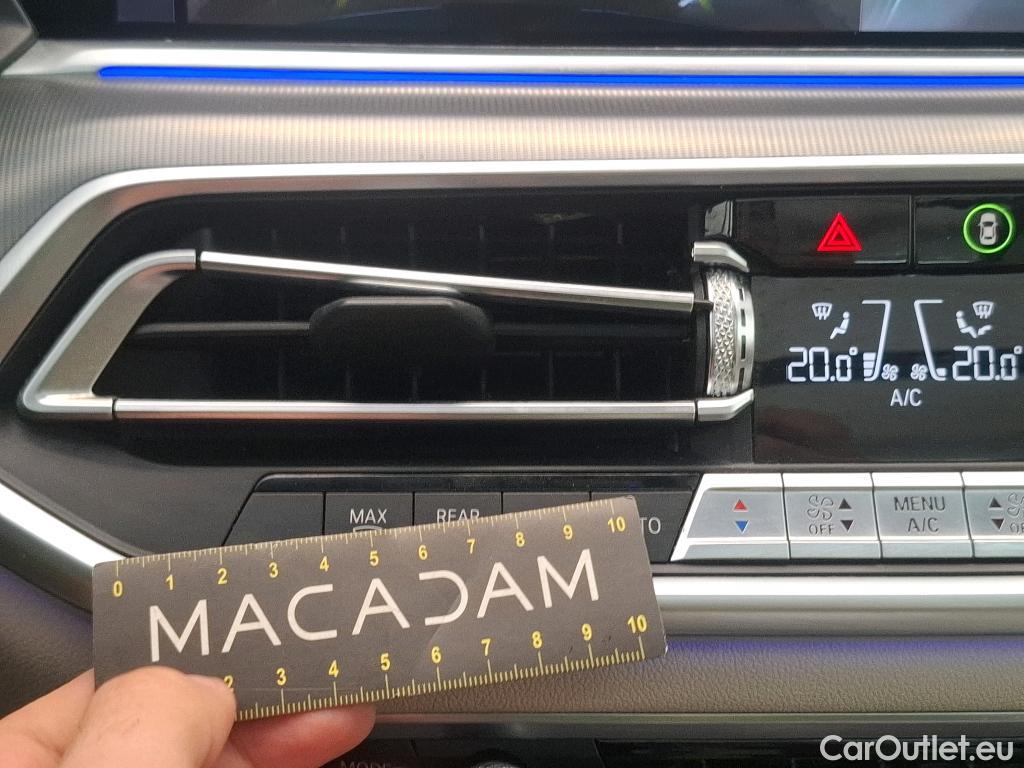 20.0° 20.0°
A/C
MAX REAR
OFF MENU A/C
0 1 2 3 4 5 6 7 8 9 10
MACADAM
2 3 4 5 6 7 8 9 10
MODE
CarOutlet.eu